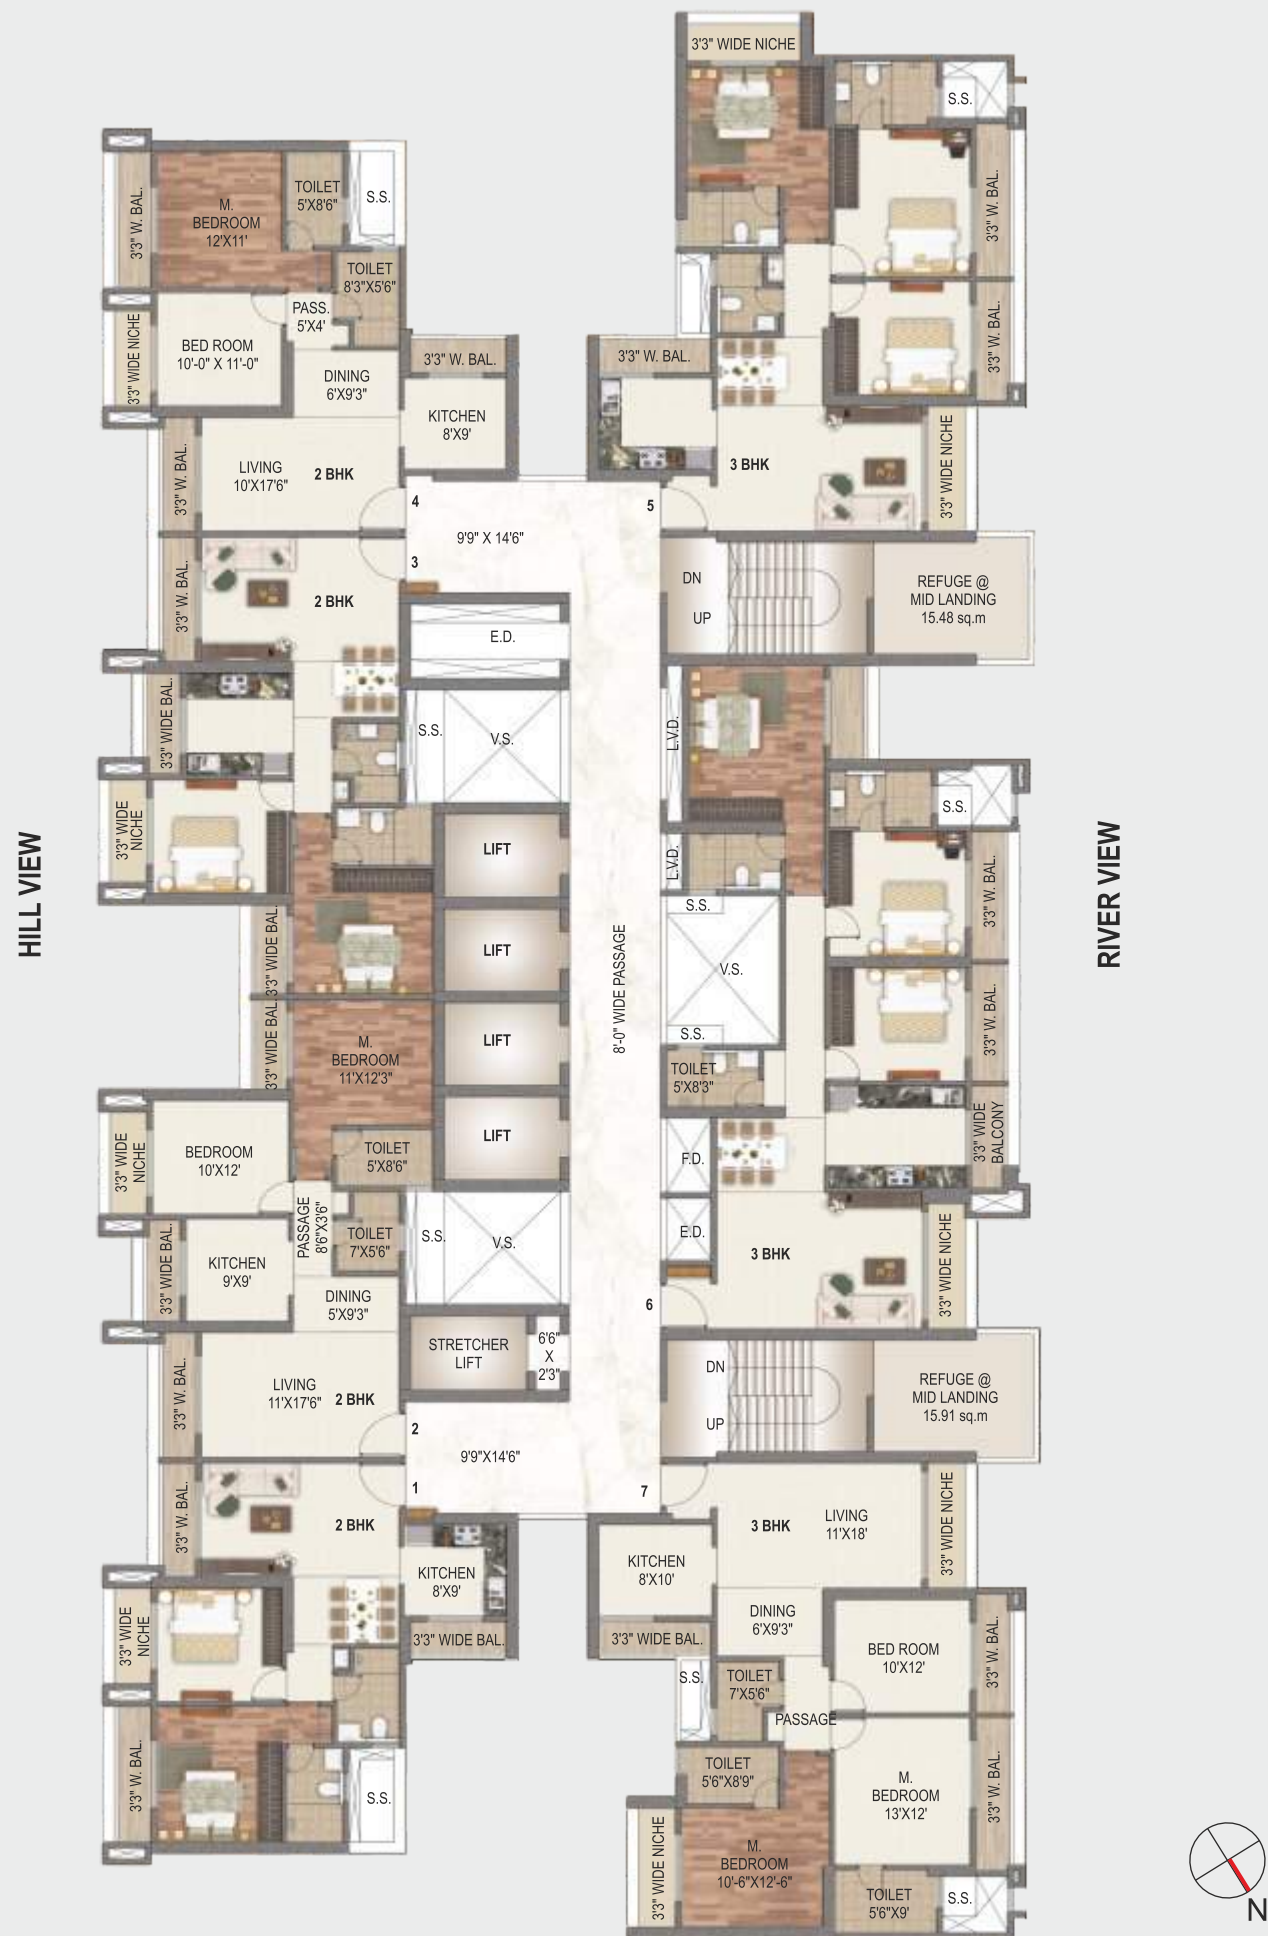 3'3" WIDE NICHE
S.S.
3'3" W. BAL.
3'3" W. BAL.
3'3" W. BAL.
3 BHK
3'3" WIDE NICHE
5
3'3" W. BAL.
M.
BEDROOM
12'X11'
TOILET
5'X8'6"
S.S.
TOILET
8'3"X5'6"
PASS.
5'X4'
3'3" WIDE NICHE
BED ROOM
10'-0" X 11'-0"
DINING
6'X9'3"
3'3" W. BAL.
KITCHEN
8'X9'
3'3" W. BAL.
LIVING
10'X17'6"
2 BHK
4
9'9" X 14'6"
3
3'3" W. BAL.
2 BHK
DN
UP
REFUGE @
MID LANDING
15.48 sq.m
E.D.
3'3" WIDE BAL.
S.S.
V.S.
L.V.D.
S.S.
3'3" WIDE
NICHE
LIFT
L.V.D.
3'3" W. BAL.
HILL VIEW
RIVER VIEW
S.S.
3'3" WIDE BAL.
LIFT
8'-0" WIDE PASSAGE
V.S.
3'3" W. BAL.
S.S.
3'3" WIDE BAL.
M.
BEDROOM
11'X12'3"
LIFT
TOILET
5'X8'3"
3'3" WIDE
BALCONY
3'3" WIDE
NICHE
BEDROOM
10'X12'
TOILET
5'X8'6"
LIFT
F.D.
PASSAGE
8'6"X3'6"
TOILET
7'X5'6"
S.S.
V.S.
E.D.
3 BHK
3'3" WIDE NICHE
3'3" WIDE BAL.
KITCHEN
9'X9'
DINING
5'X9'3"
6
STRETCHER
LIFT
6'6"
X
2'3"
DN
UP
REFUGE @
MID LANDING
15.91 sq.m
3'3" W. BAL.
LIVING
11'X17'6"
2 BHK
2
9'9"X14'6"
1
7
3'3" W. BAL.
2 BHK
3 BHK
LIVING
11'X18'
3'3" WIDE NICHE
KITCHEN
8'X9'
KITCHEN
8'X10'
3'3" WIDE
NICHE
3'3" WIDE BAL.
3'3" WIDE BAL.
DINING
6'X9'3"
BED ROOM
10'X12'
3'3" W. BAL.
S.S.
TOILET
7'X5'6"
PASSAGE
3'3" W. BAL.
S.S.
TOILET
5'6"X8'9"
M.
BEDROOM
13'X12'
3'3" W. BAL.
3'3" WIDE NICHE
M.
BEDROOM
10'-6"X12'-6"
TOILET
5'6"X9'
S.S.
N